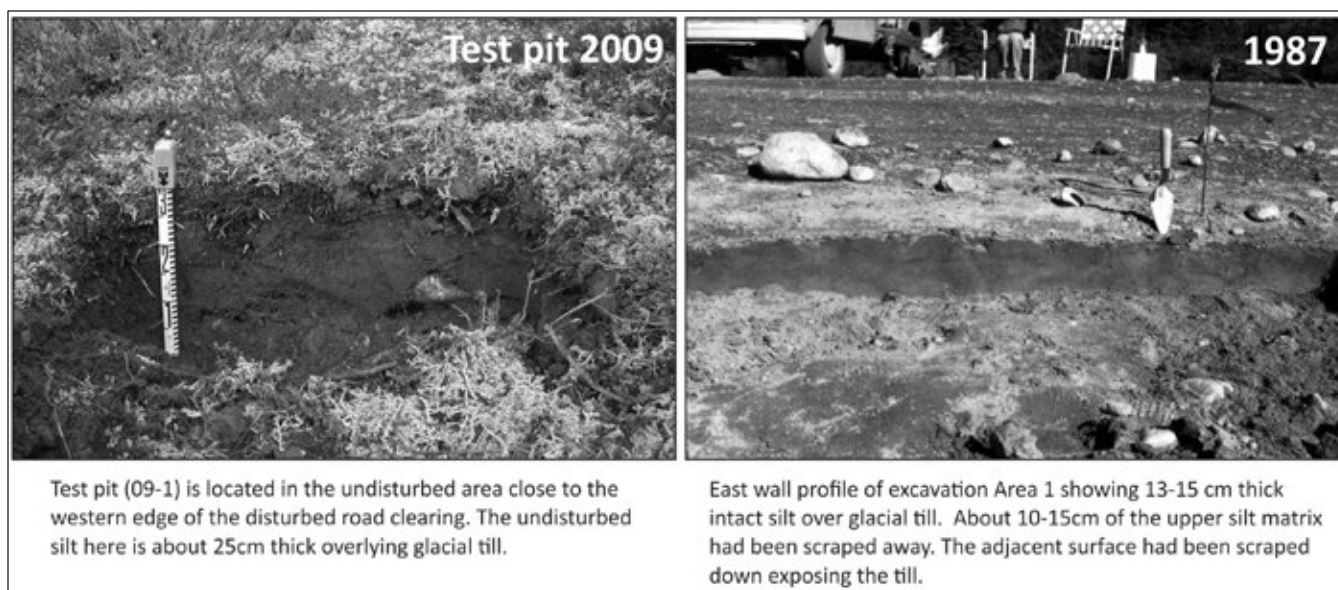 Test pit 2009
3
2
1
1987
Test pit (09-1) is located in the undisturbed area close to the
western edge of the disturbed road clearing. The undisturbed
silt here is about 25cm thick overlying glacial till.
East wall profile of excavation Area 1 showing 13-15 cm thick
intact silt over glacial till.  About 10-15cm of the upper silt matrix
had been scraped away. The adjacent surface had been scraped
down exposing the till.